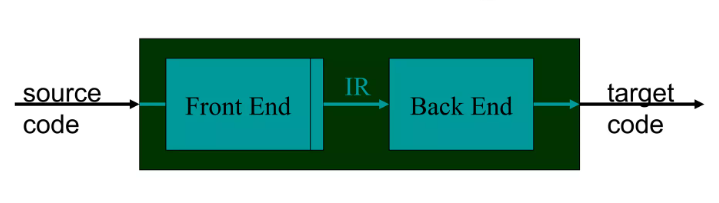 source
code
Front End
IR
Back End
target
code